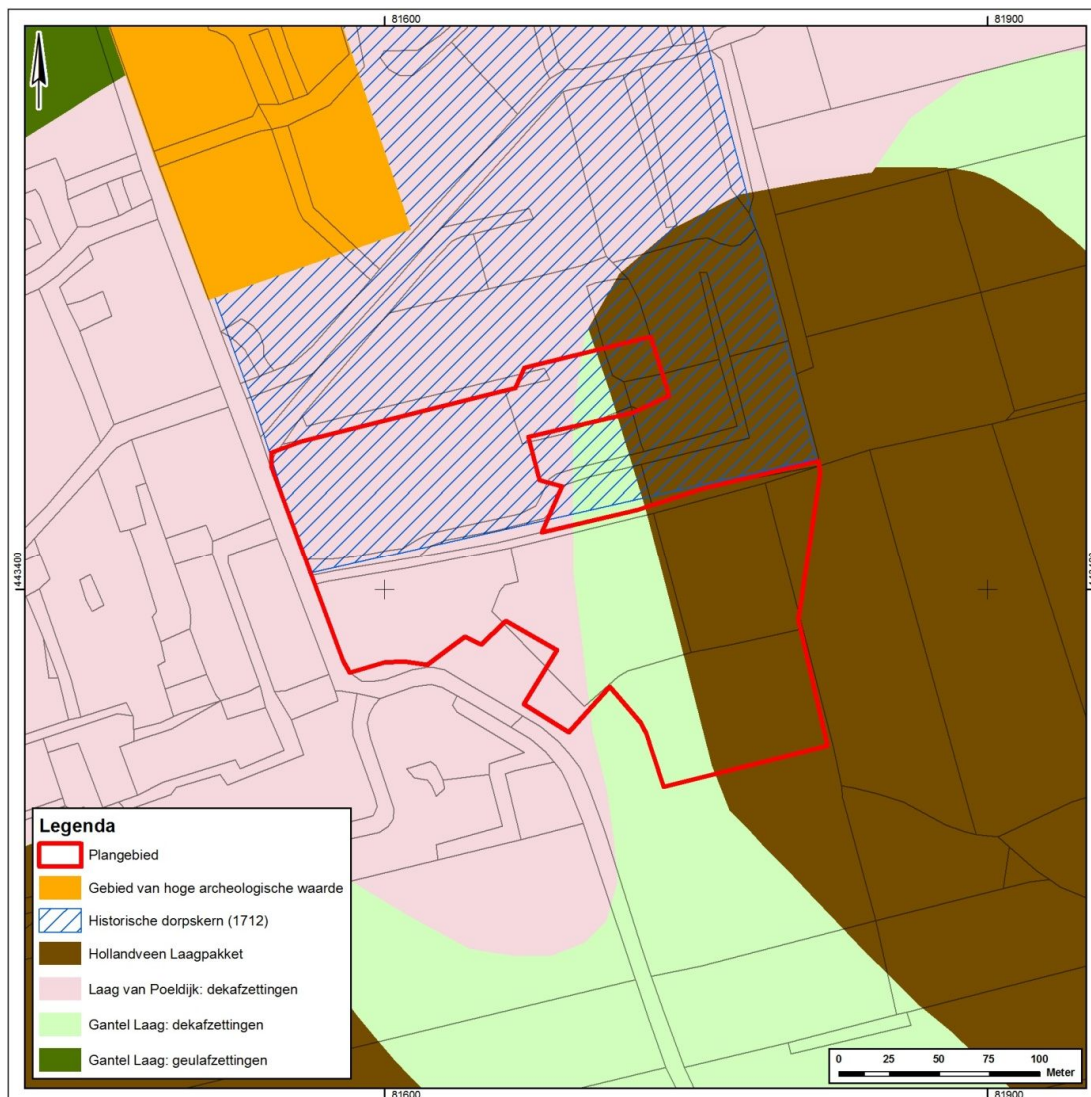 81600 81900
443400 443400
Legenda
Plangebied
Gebied van hoge archeologische waarde
Historische dorpskern (1712)
Hollandveen Laagpakket
Laag van Poeldijk: dekafzettingen
Gantel Laag: dekafzettingen
Gantel Laag: geulafzettingen
0 25 50 75 100
Meter
81600 81900